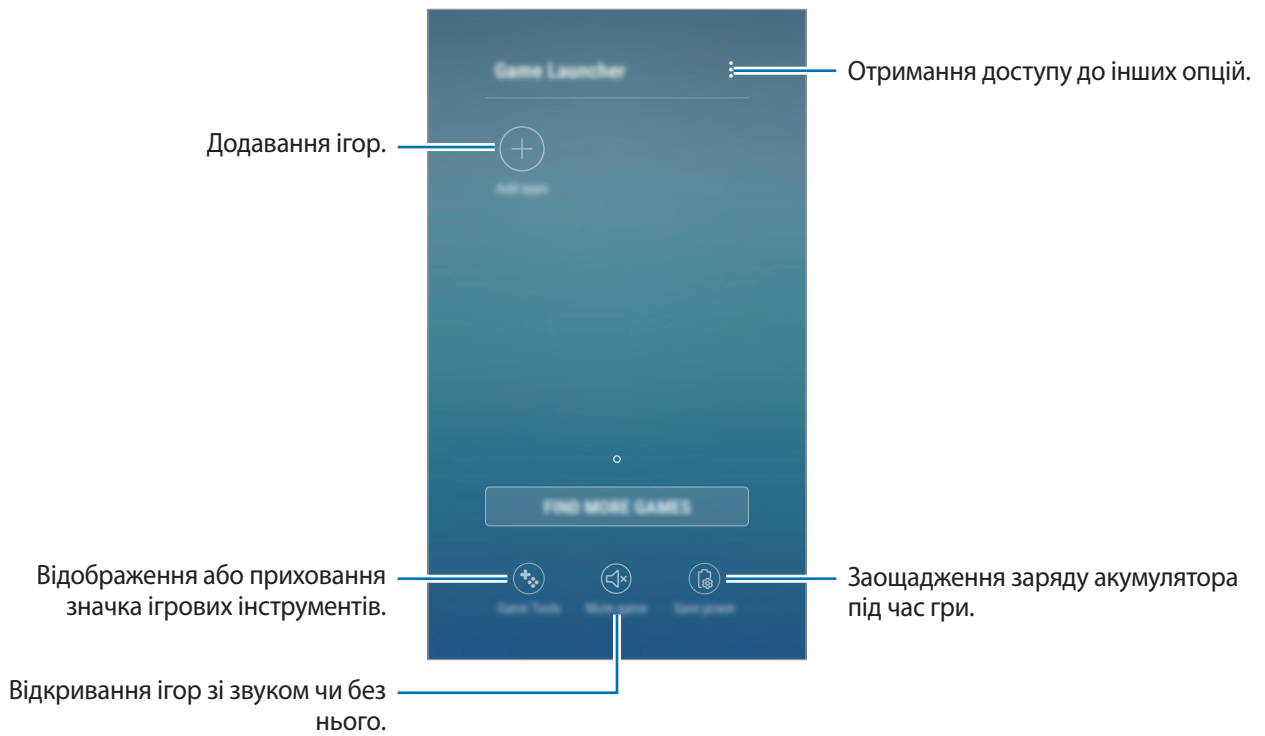 Game Launcher
Отримання доступу до інших опцій.
Додавання ігор.
Add apps
FIND MORE GAMES
Відображення або приховання
значка ігрових інструментів.
Game Tools
Mute game
Save power
Заощадження заряду акумулятора
під час гри.
Відкривання ігор зі звуком чи без
нього.